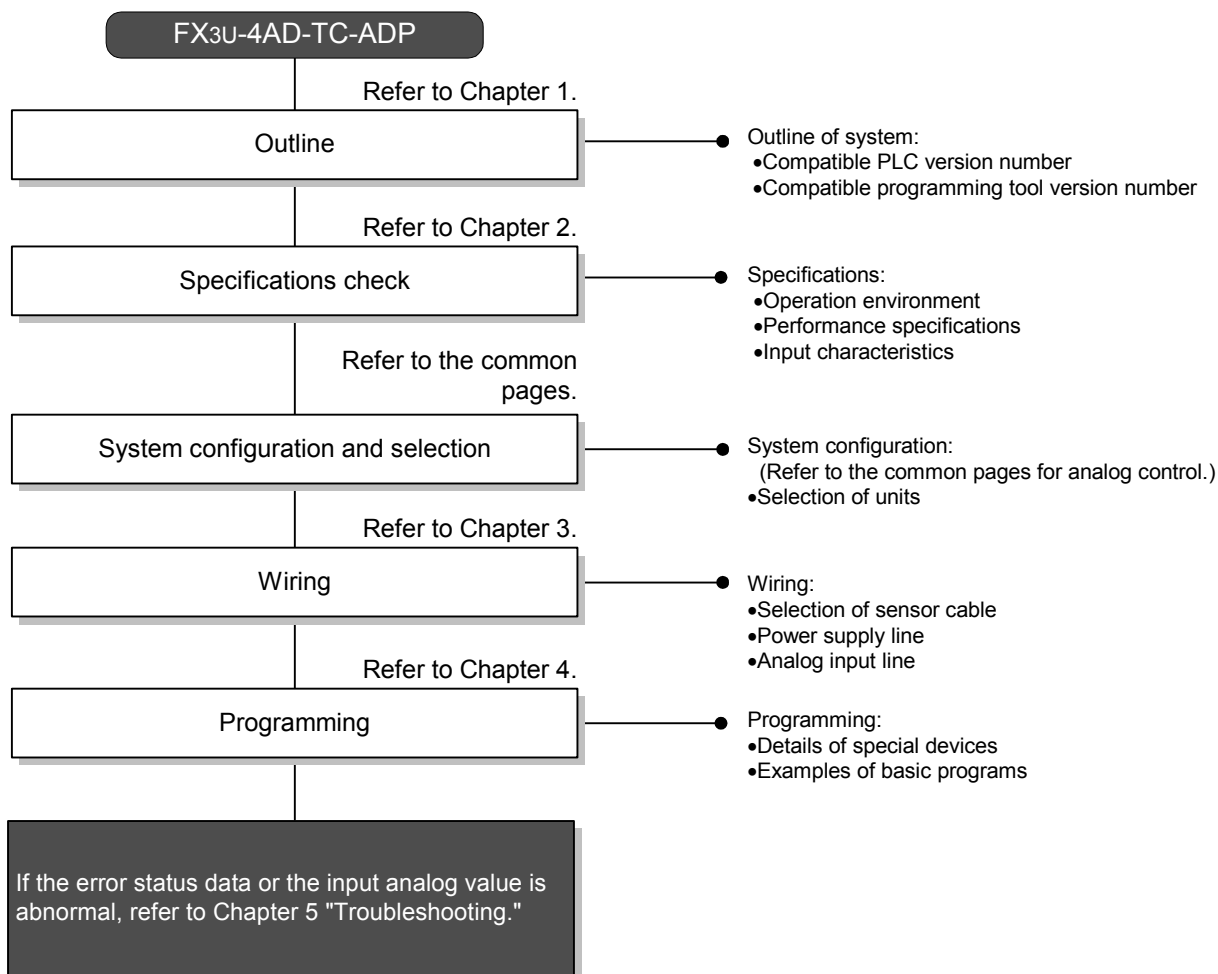 FX3U-4AD-TC-ADP
Refer to Chapter 1.
Outline
Outline of system:
•Compatible PLC version number
•Compatible programming tool version number
Refer to Chapter 2.
Specifications check
Specifications:
•Operation environment
•Performance specifications
•Input characteristics
Refer to the common
pages.
System configuration and selection
System configuration:
(Refer to the common pages for analog control.)
•Selection of units
Refer to Chapter 3.
Wiring
Wiring:
•Selection of sensor cable
•Power supply line
•Analog input line
Refer to Chapter 4.
Programming
Programming:
•Details of special devices
•Examples of basic programs
If the error status data or the input analog value is
abnormal, refer to Chapter 5 "Troubleshooting."